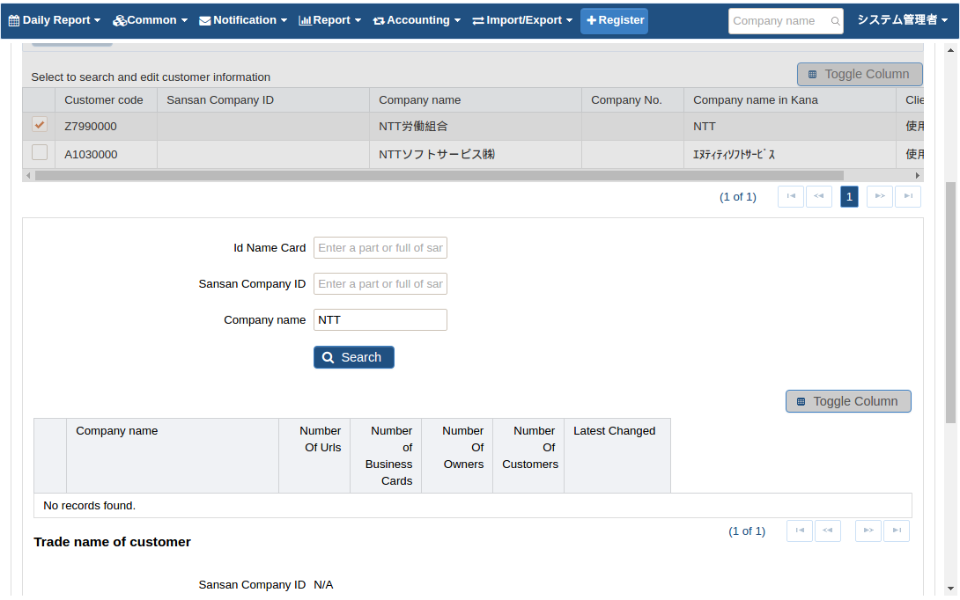 Daily Report Common Notification Report Accounting Import/Export Register Company name システム管理者
Select to search and edit customer information
Toggle Column
Customer code Sansan Company ID Company name Company No. Company name in Kana Clie
Z7990000 NTT労働組合 NTT 使用
A1030000 NTTソフトサービス㈱ ｴﾇﾃｨﾃｨｿﾌﾄｻｰﾋﾞｽ 使用
(1 of 1) 1
Id Name Card Enter a part or full of sar
Sansan Company ID Enter a part or full of sar
Company name NTT
Search
Toggle Column
Company name Number Of Urls Number of Business Cards Number Of Owners Number Of Customers Latest Changed
No records found.
(1 of 1)
Trade name of customer
Sansan Company ID N/A